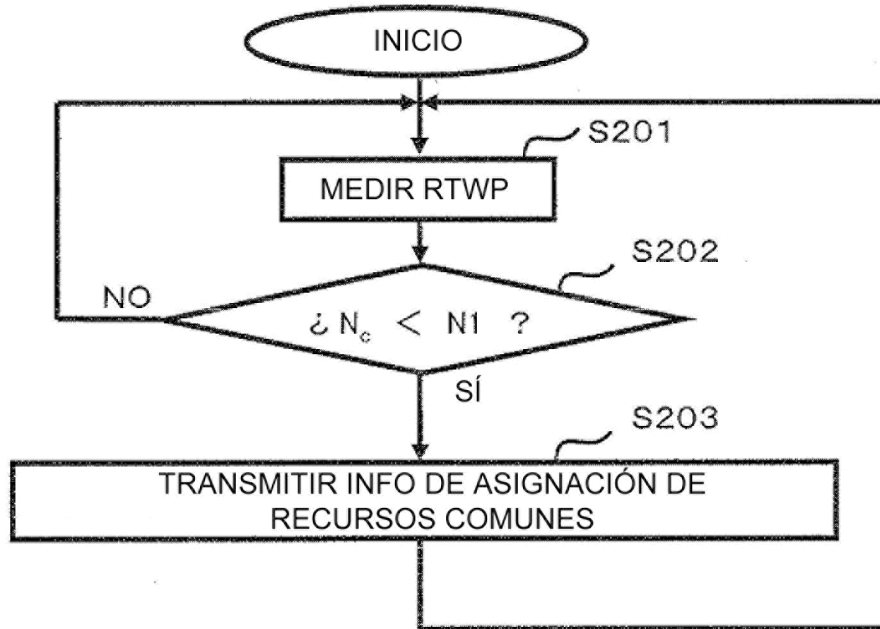 INICIO
S201
MEDIR RTWP
S202
NO
¿ Nc < N1 ?
SÍ
S203
TRANSMITIR INFO DE ASIGNACIÓN DE
RECURSOS COMUNES